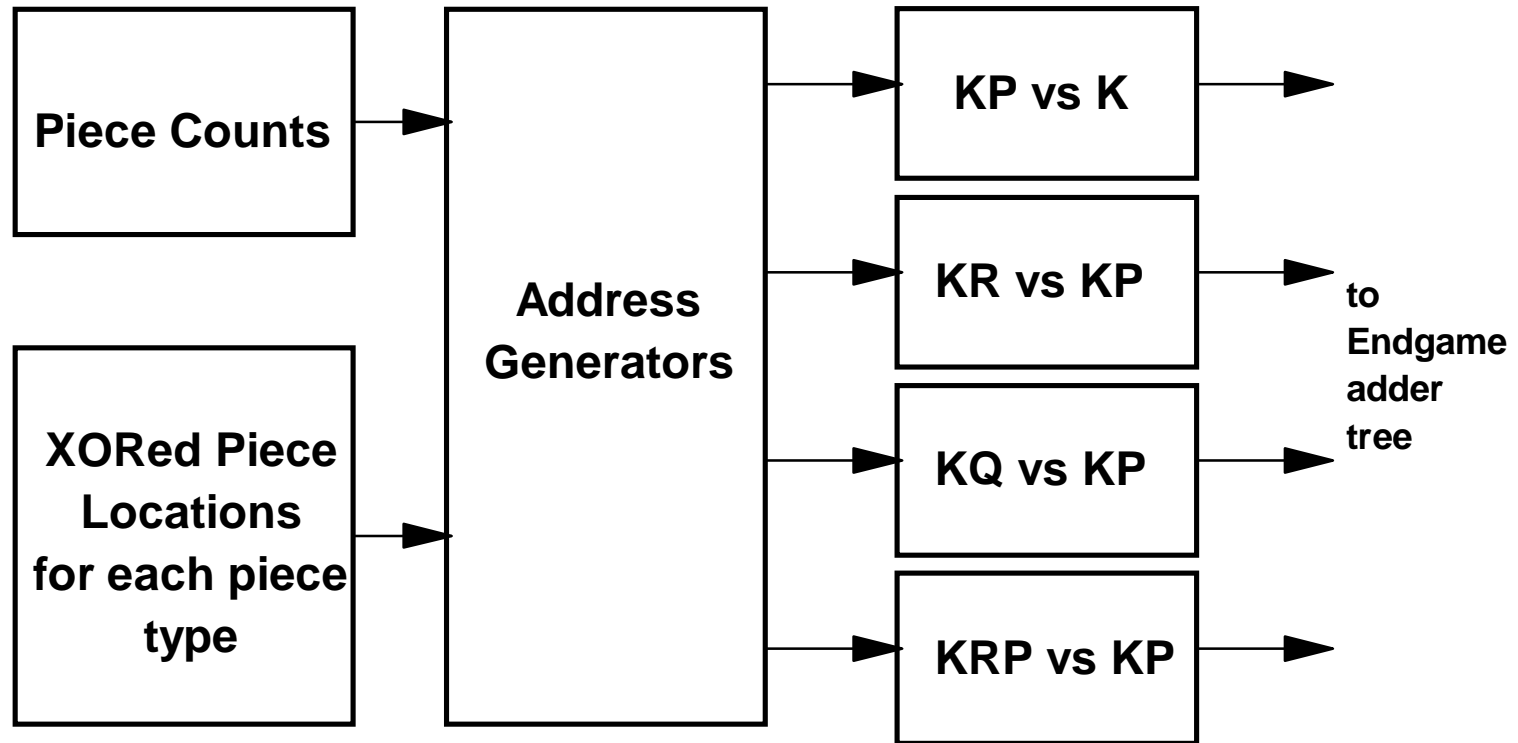 Piece Counts
XORed Piece
Locations
for each piece
type
Address
Generators
KP vs K
KR vs KP
KQ vs KP
KRP vs KP
to
Endgame
adder
tree